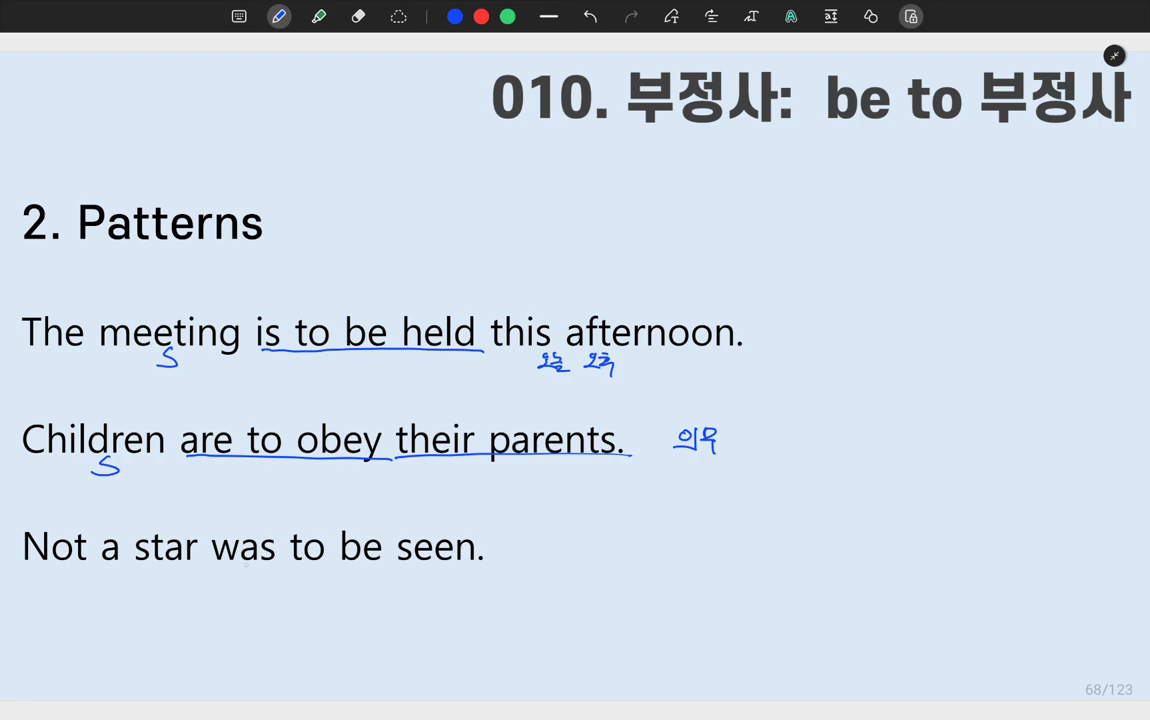 010. 부정사: be to 부정사
2. Patterns
The meeting is to be held this afternoon.
S 오늘 오후
Children are to obey their parents. 의무
S
Not a star was to be seen.
68/123